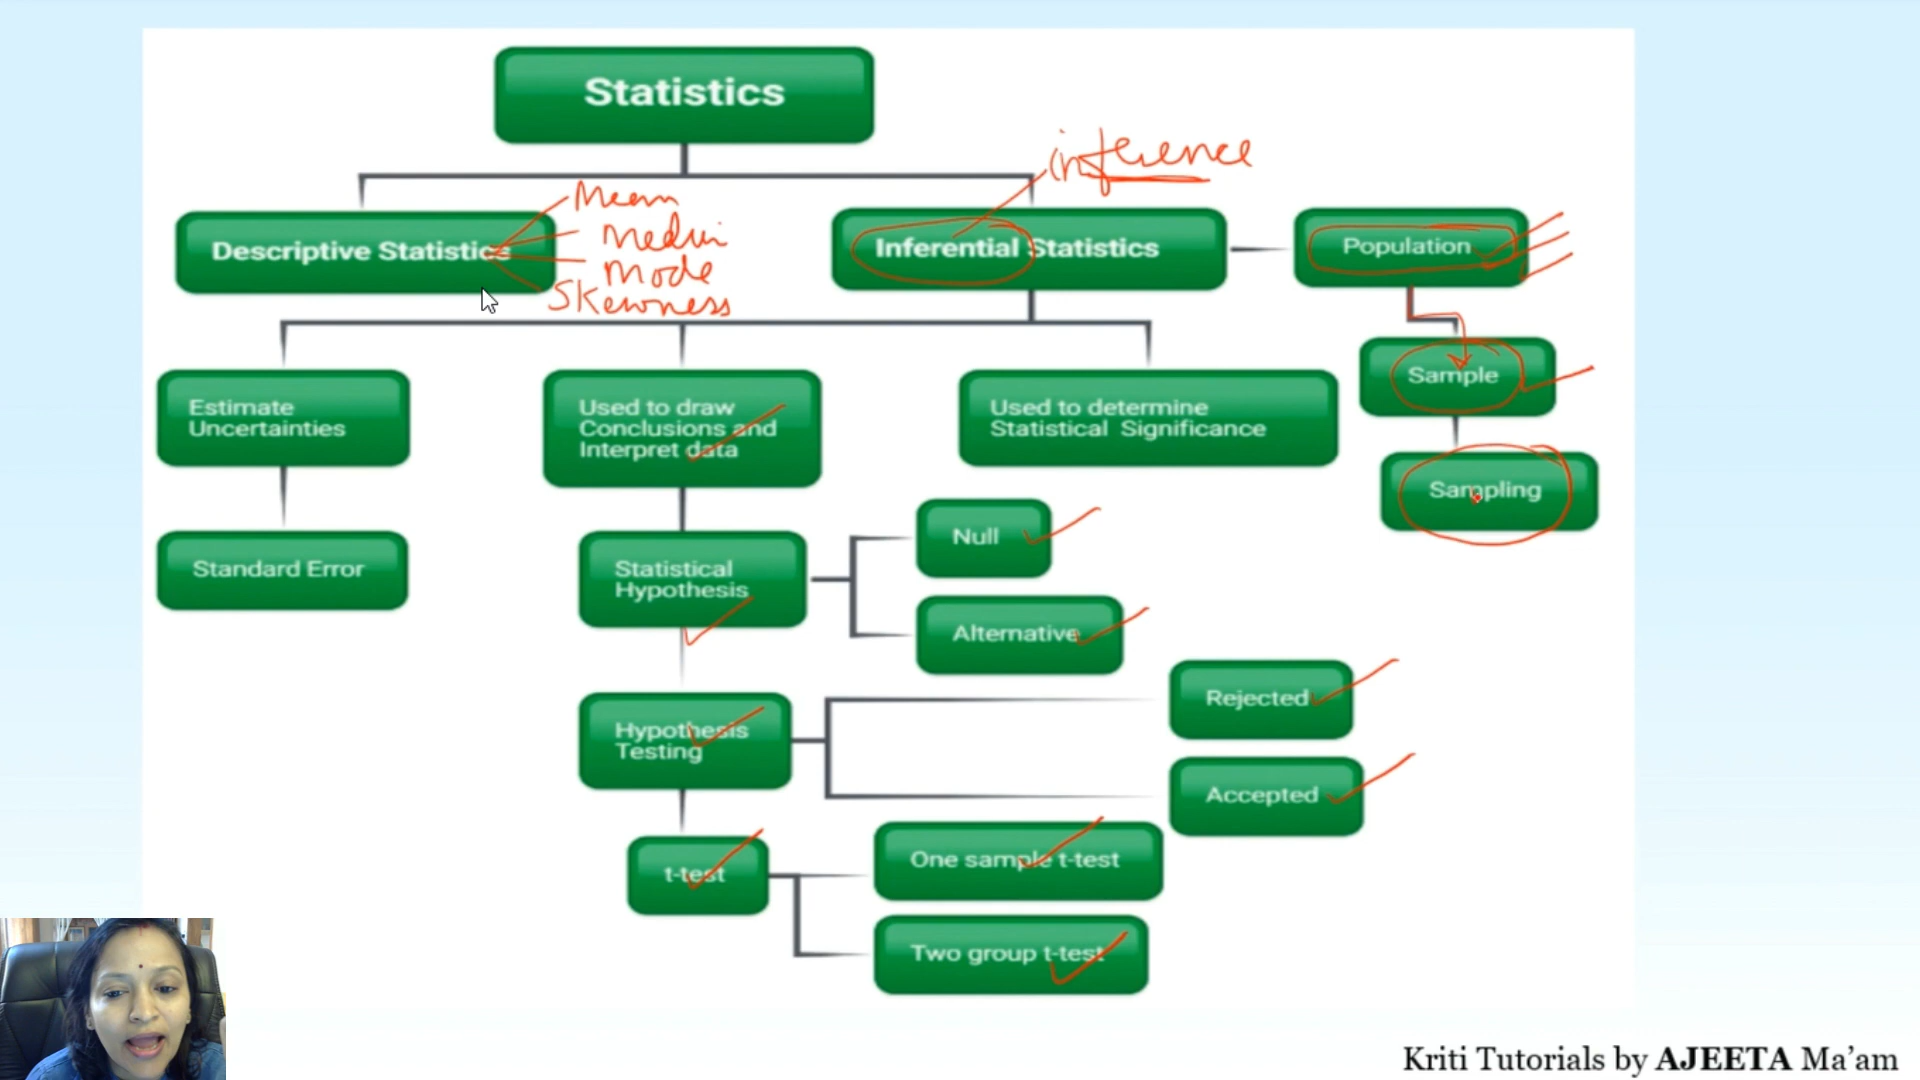 Statistics
inference
Descriptive Statistics
Mean
Median
Mode
Skewness
Inferential Statistics
Population
Sample
Sampling
Estimate
Uncertainties
Used to draw
Conclusions and
Interpret data
Used to determine
Statistical Significance
Standard Error
Statistical
Hypothesis
Null
Alternative
Hypothesis
Testing
Rejected
Accepted
t-test
One sample t-test
Two group t-test
Kriti Tutorials by AJEETA Ma'am